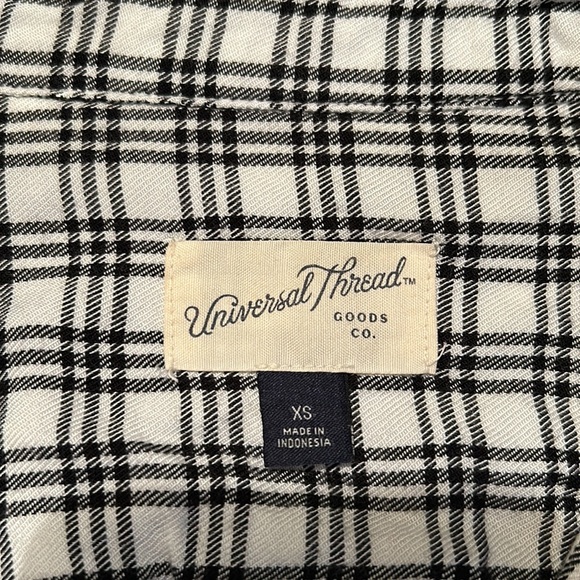 Universal Thread™
GOODS
CO.
XS
MADE IN
INDONESIA